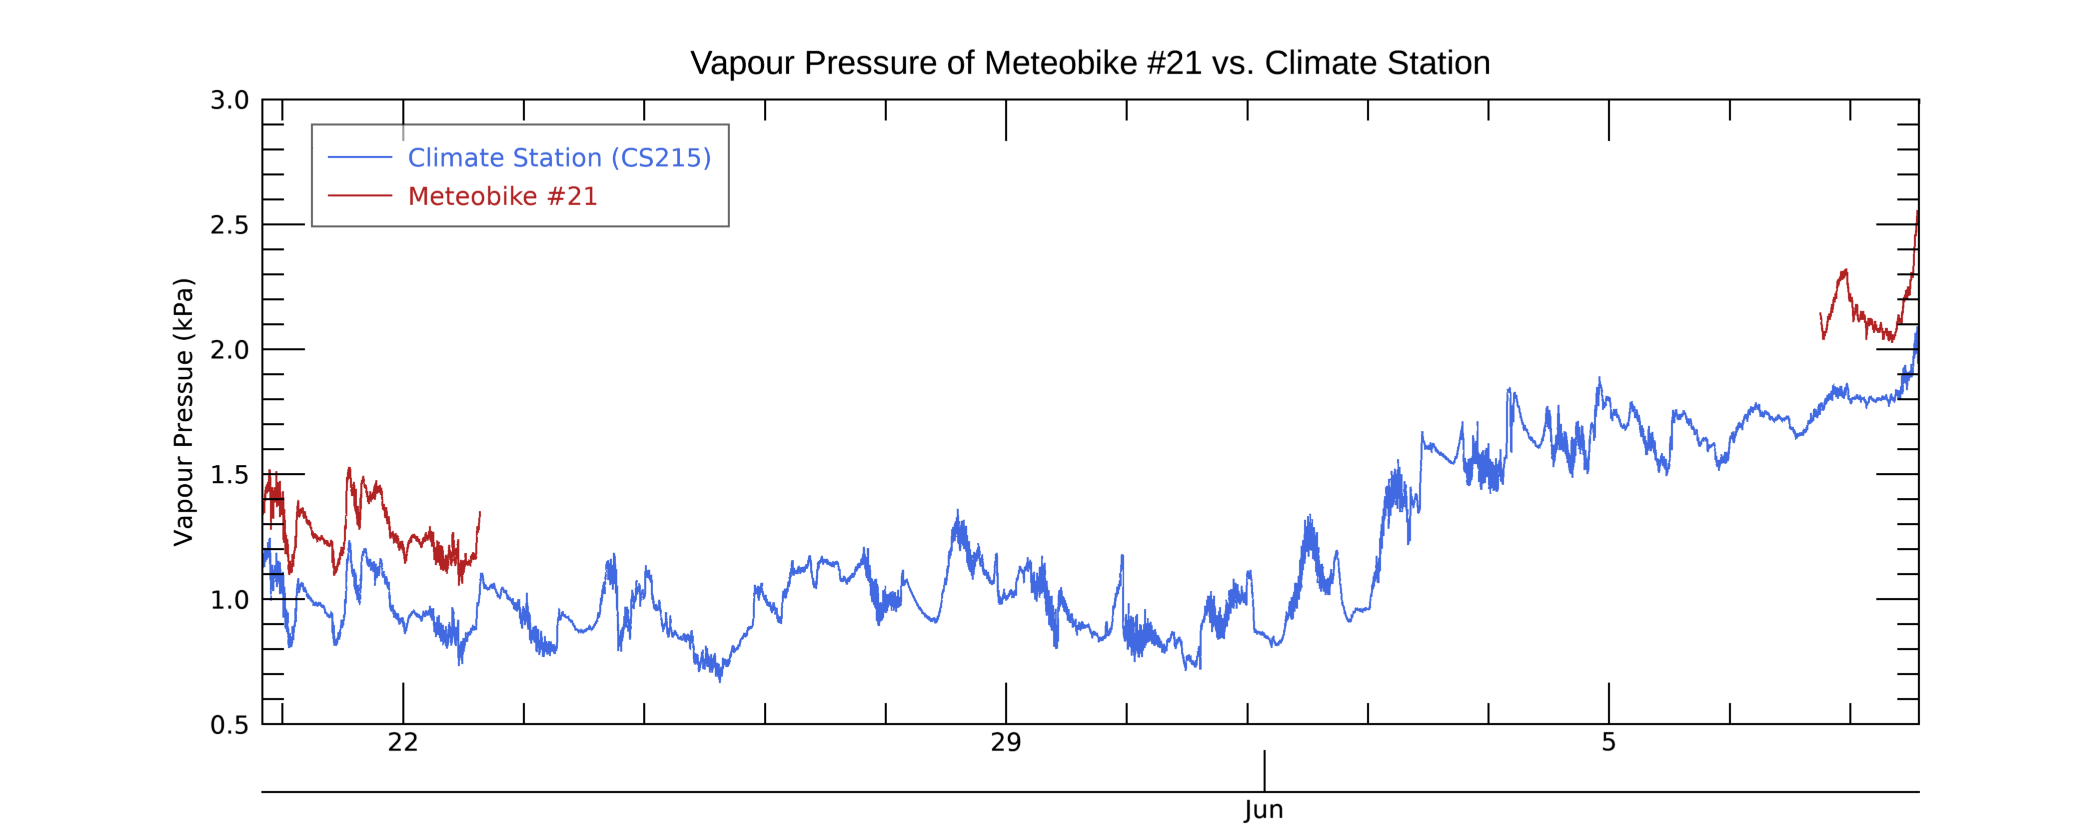 Vapour Pressure of Meteobike #21 vs. Climate Station
3.0
2.5
2.0
1.5
1.0
0.5
Vapour Pressue (kPa)
Climate Station (CS215)
Meteobike #21
22
29
5
Jun